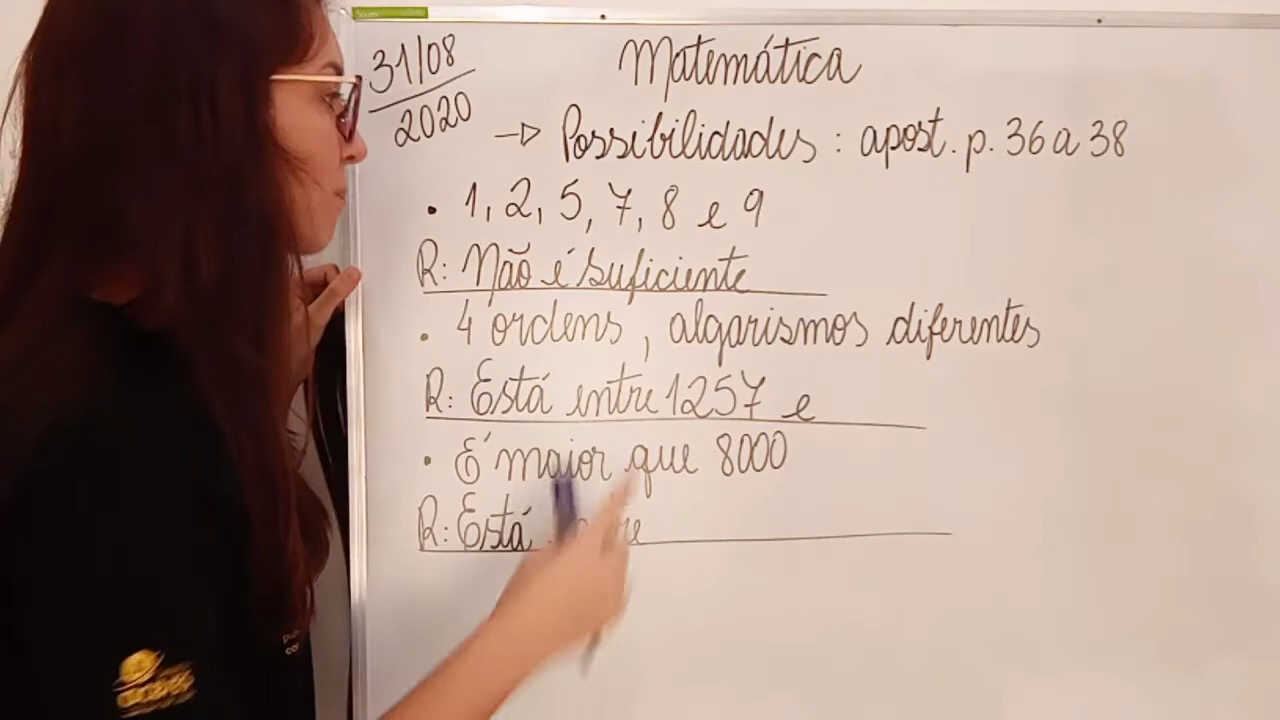 31/08
2020
Matemática
→ Possibilidades : apost. p. 36 a 38
• 1, 2, 5, 7, 8 e 9
R: Não é suficiente
• 4 ordens, algarismos diferentes
R: Está entre 1257 e
• É maior que 8000
R: Está